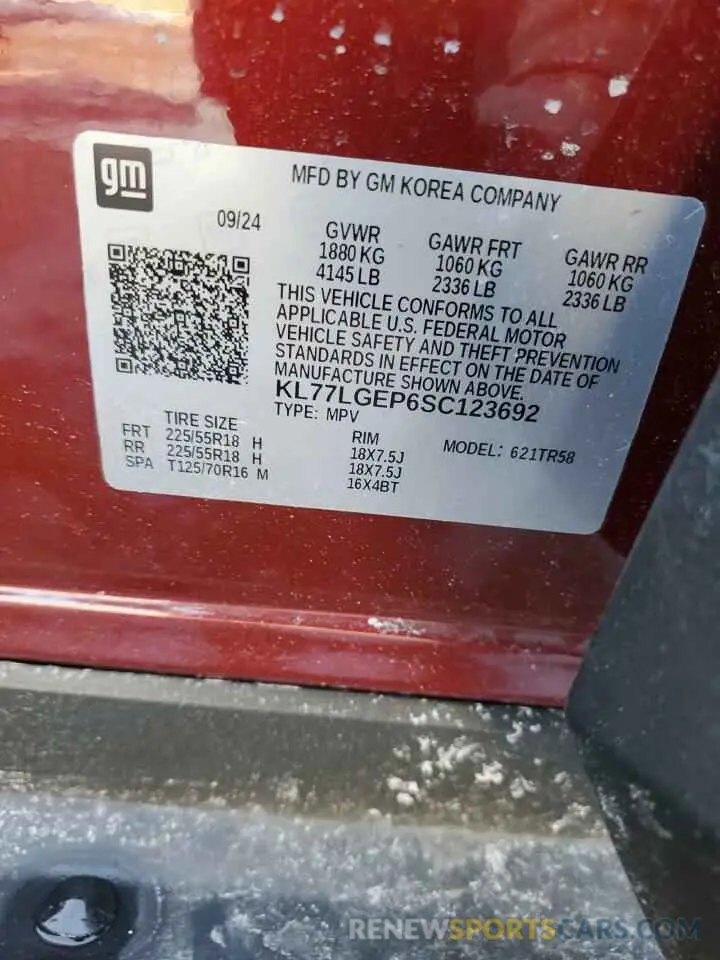 gm
MFD BY GM KOREA COMPANY
09/24
GVWR
1880 KG
4145 LB
GAWR FRT
1060 KG
2336 LB
GAWR RR
1060 KG
2336 LB
THIS VEHICLE CONFORMS TO ALL
APPLICABLE U.S. FEDERAL MOTOR
VEHICLE SAFETY AND THEFT PREVENTION
STANDARDS IN EFFECT ON THE DATE OF
MANUFACTURE SHOWN ABOVE.
KL77LGEP6SC123692
TYPE: MPV
MODEL: 621TR58
TIRE SIZE
RIM
FRT 225/55R18 H 18X7.5J
RR 225/55R18 H 18X7.5J
SPA T125/70R16 M 16X4BT
RENEWSPORTSCARS.COM